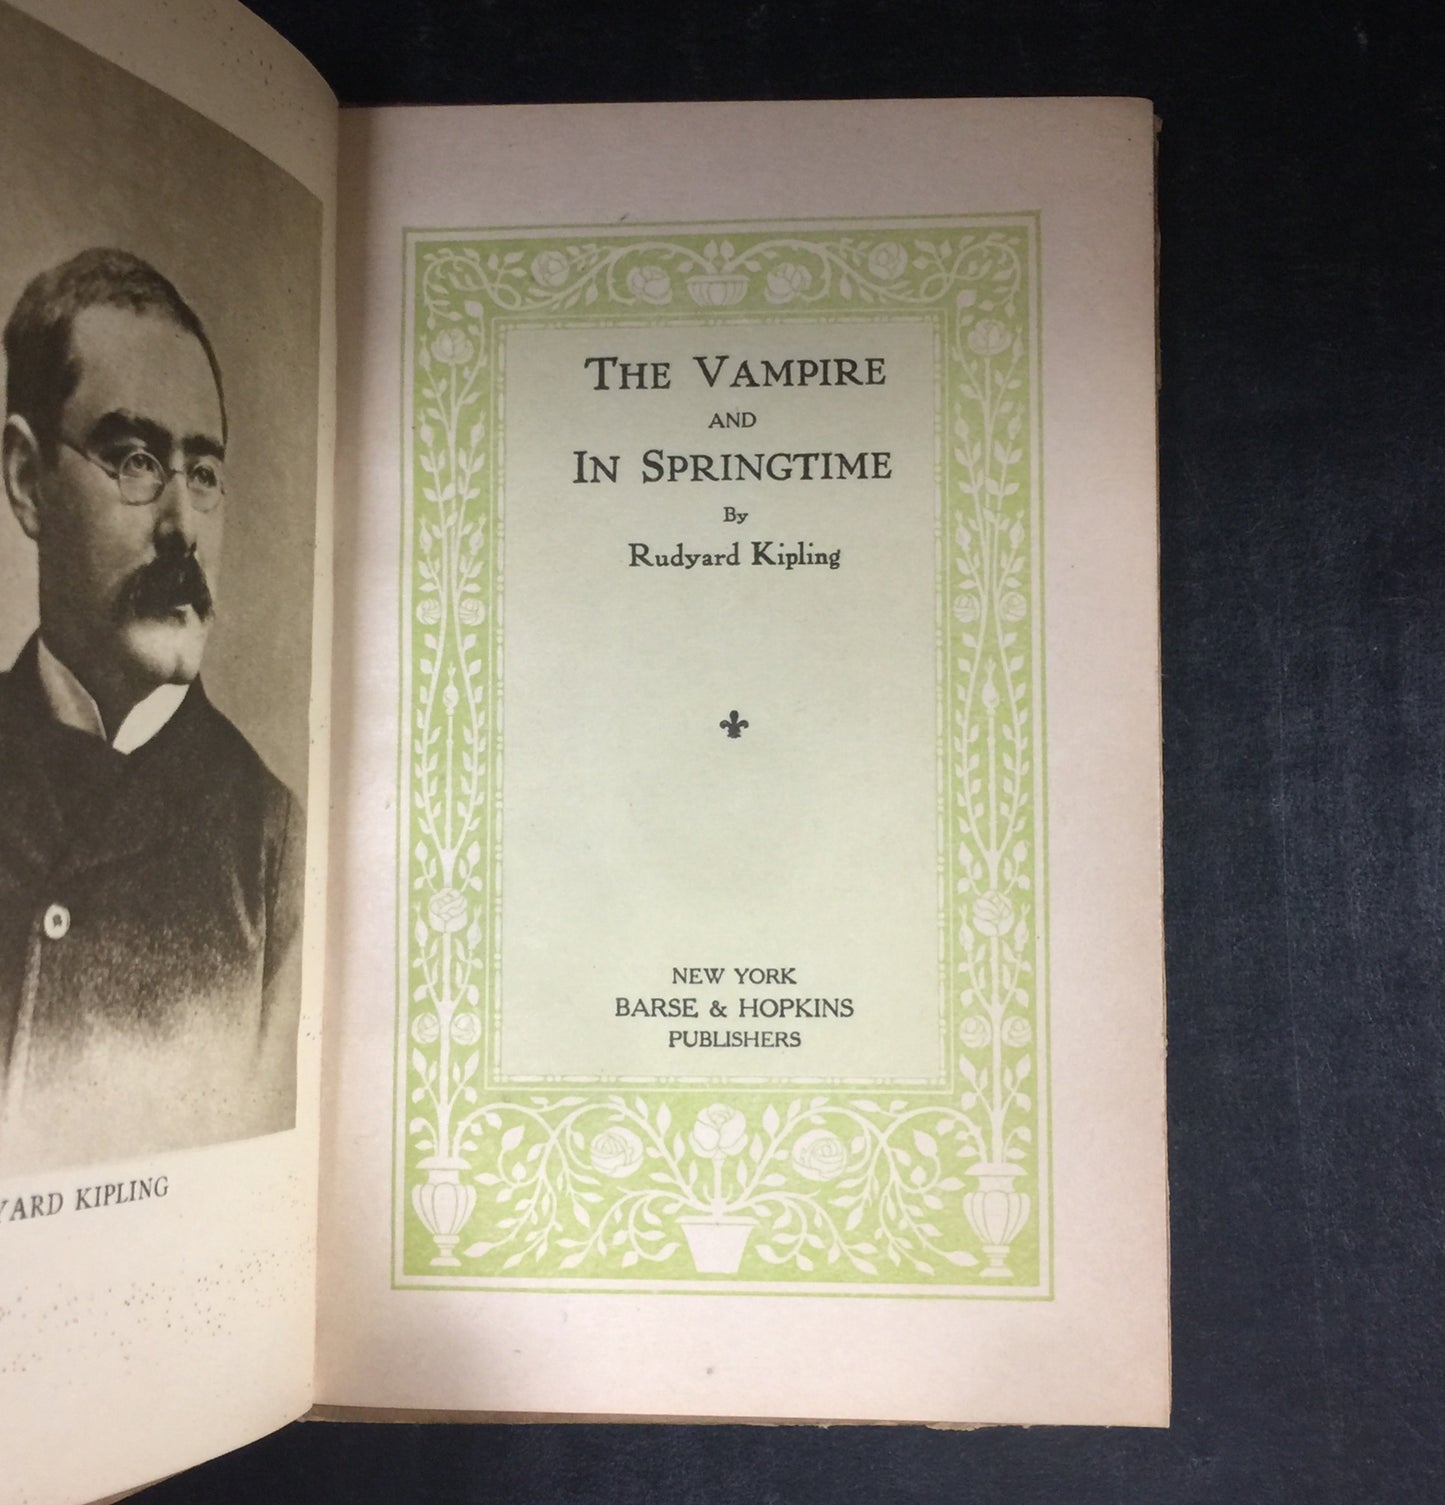 YARD KIPLING
THE VAMPIRE
AND
IN SPRINGTIME
By
Rudyard Kipling
NEW YORK
BARSE & HOPKINS
PUBLISHERS